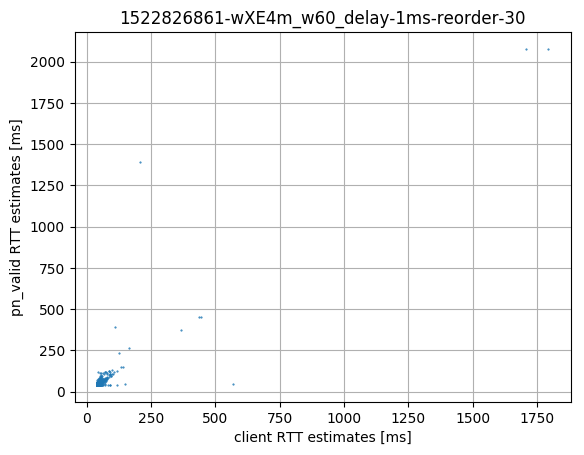 1522826861-wXE4m_w60_delay-1ms-reorder-30
pn_valid RTT estimates [ms]
2000
1750
1500
1250
1000
750
500
250
0
0 250 500 750 1000 1250 1500 1750
client RTT estimates [ms]